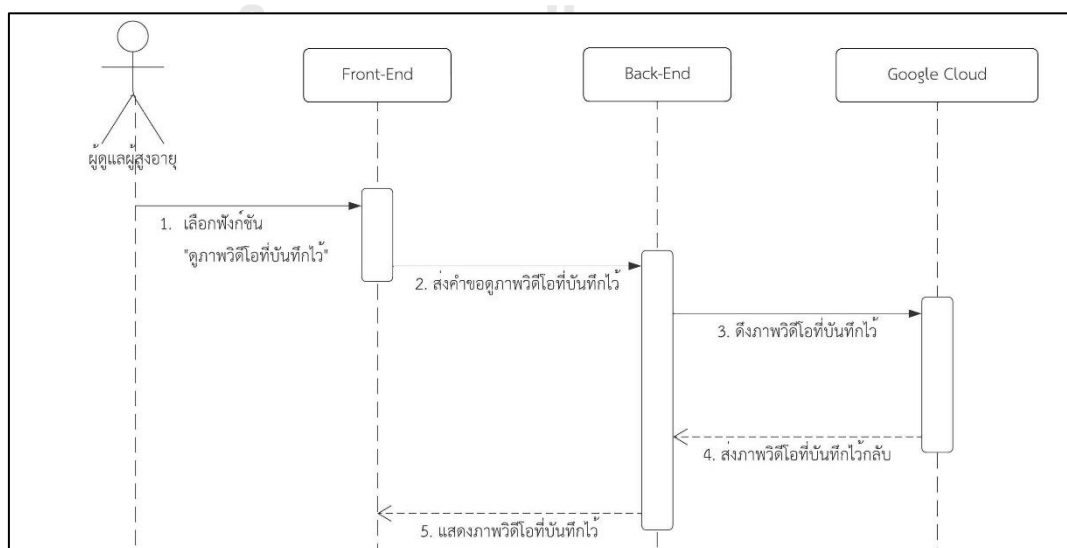 Front-End
Back-End
Google Cloud
ผู้ดูแลผู้สูงอายุ
1. เลือกฟังก์ชัน
"ดูภาพวิดีโอที่บันทึกไว้"
2. ส่งคำขอดูภาพวิดีโอที่บันทึกไว้
3. ดึงภาพวิดีโอที่บันทึกไว้
4. ส่งภาพวิดีโอที่บันทึกไว้กลับ
5. แสดงภาพวิดีโอที่บันทึกไว้